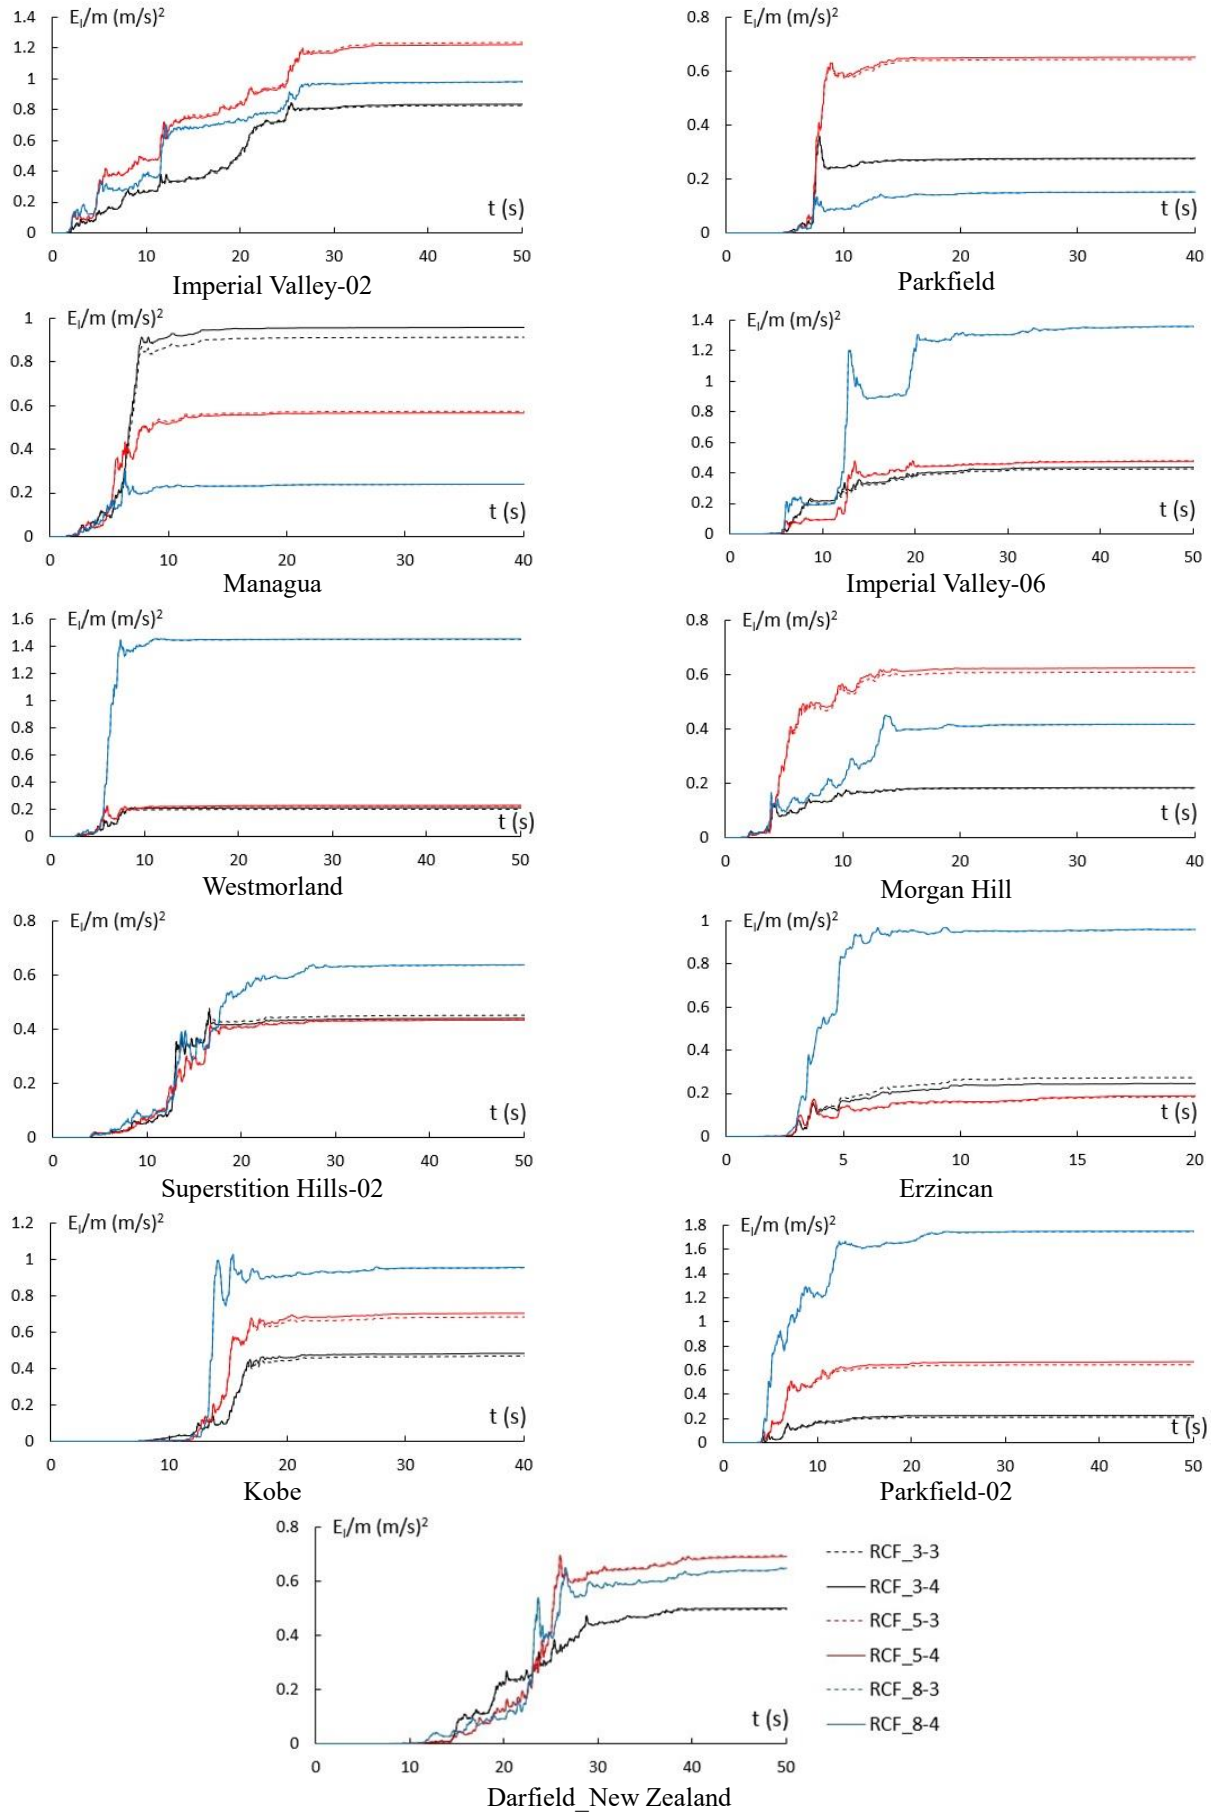 E_I/m (m/s)²
1.4
1.2
1
0.8
0.6
0.4
0.2
0
t (s)
0 10 20 30 40 50
Imperial Valley-02
E_I/m (m/s)²
0.8
0.6
0.4
0.2
0
t (s)
0 10 20 30 40
Parkfield
E_I/m (m/s)²
1
0.8
0.6
0.4
0.2
0
t (s)
0 10 20 30 40
Managua
E_I/m (m/s)²
1.4
1.2
1
0.8
0.6
0.4
0.2
0
t (s)
0 10 20 30 40 50
Imperial Valley-06
E_I/m (m/s)²
1.6
1.4
1.2
1
0.8
0.6
0.4
0.2
0
t (s)
0 10 20 30 40 50
Westmorland
E_I/m (m/s)²
0.8
0.6
0.4
0.2
0
t (s)
0 10 20 30 40
Morgan Hill
E_I/m (m/s)²
0.8
0.6
0.4
0.2
0
t (s)
0 10 20 30 40 50
Superstition Hills-02
E_I/m (m/s)²
1
0.8
0.6
0.4
0.2
0
t (s)
0 5 10 15 20
Erzincan
E_I/m (m/s)²
1.2
1
0.8
0.6
0.4
0.2
0
t (s)
0 10 20 30 40
Kobe
E_I/m (m/s)²
1.8
1.6
1.4
1.2
1
0.8
0.6
0.4
0.2
0
t (s)
0 10 20 30 40 50
Parkfield-02
E_I/m (m/s)²
0.8
0.6
0.4
0.2
0
t (s)
0 10 20 30 40 50
Darfield_New Zealand
RCF_3-3
RCF_3-4
RCF_5-3
RCF_5-4
RCF_8-3
RCF_8-4